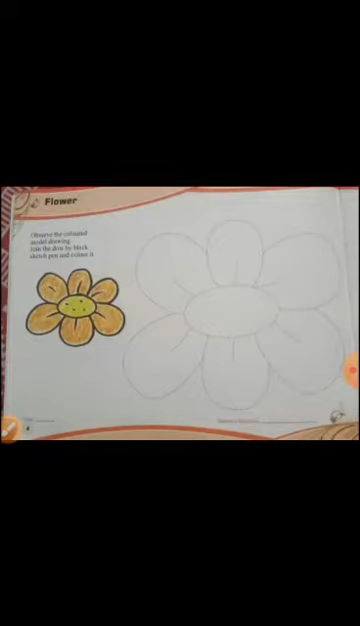 Flower
Observe the coloured
model drawing.
Join the dots by black
sketch pen and colour it